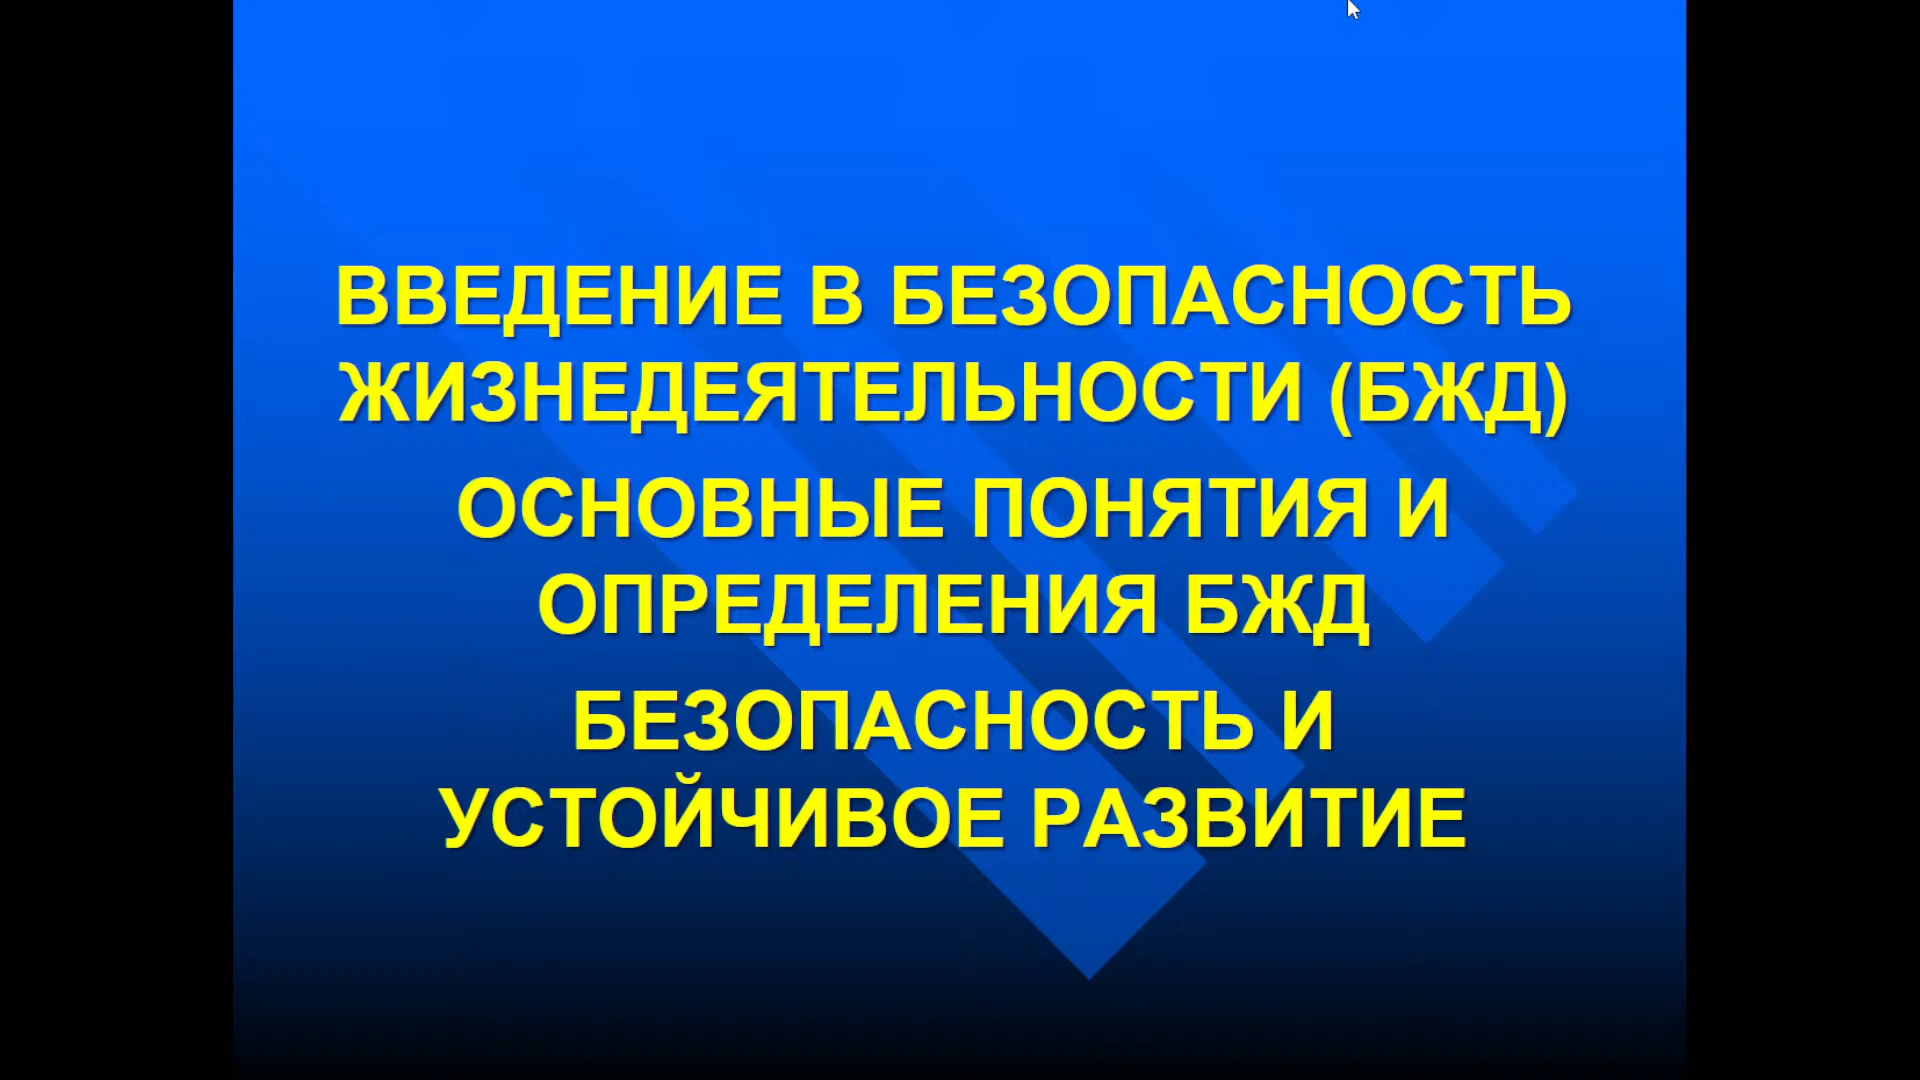 ВВЕДЕНИЕ В БЕЗОПАСНОСТЬ
ЖИЗНЕДЕЯТЕЛЬНОСТИ (БЖД)
ОСНОВНЫЕ ПОНЯТИЯ И
ОПРЕДЕЛЕНИЯ БЖД
БЕЗОПАСНОСТЬ И
УСТОЙЧИВОЕ РАЗВИТИЕ